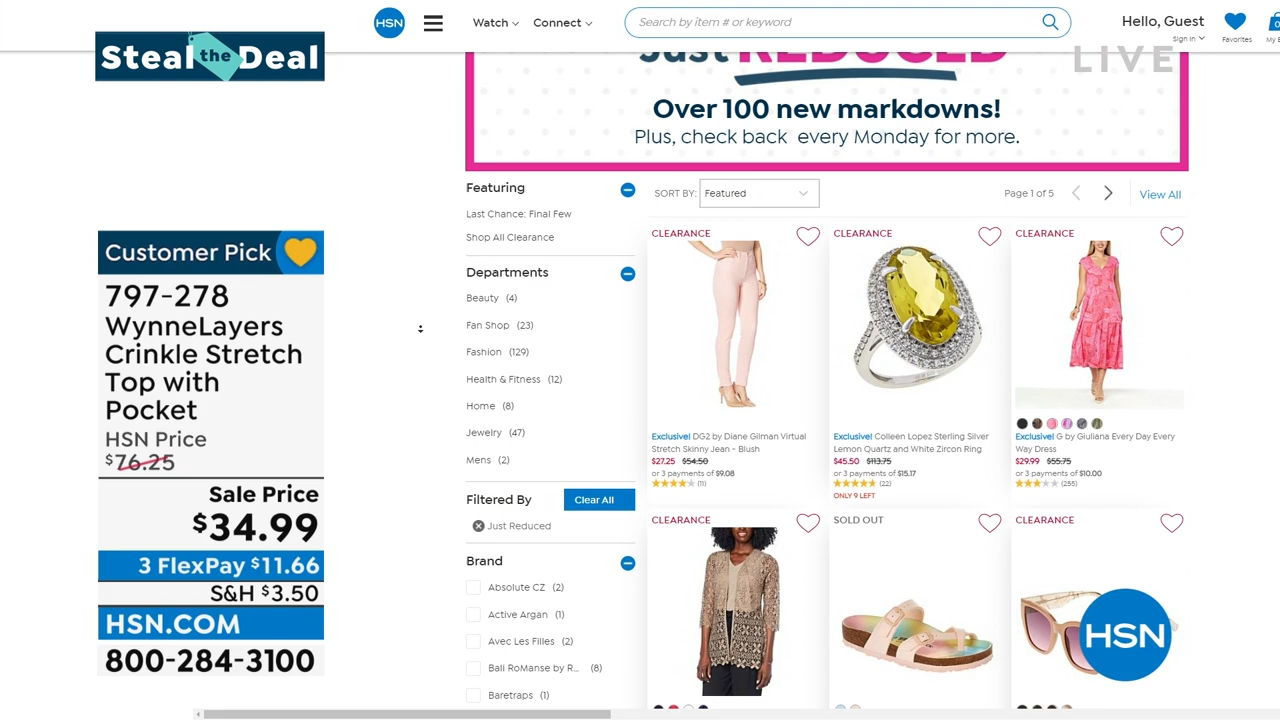 HSN
Watch
Connect
Search by item # or keyword
Hello, Guest
Sign In
Favorites
0
Steal the Deal
LIVE
Just REDUCED
Over 100 new markdowns!
Plus, check back every Monday for more.
Customer Pick
797-278
WynneLayers
Crinkle Stretch
Top with
Pocket
HSN Price
$76.25
Sale Price
$34.99
3 FlexPay $11.66
S&H $3.50
HSN.COM
800-284-3100
Featuring
Last Chance: Final Few
Shop All Clearance
Departments
Beauty (4)
Fan Shop (23)
Fashion (129)
Health & Fitness (12)
Home (8)
Jewelry (47)
Mens (2)
Filtered By
Clear All
Just Reduced
Brand
Absolute CZ (2)
Active Argan (1)
Avec Les Filles (2)
Bali RoManse by R... (8)
Baretraps (1)
SORT BY: Featured
Page 1 of 5
View All
CLEARANCE
Exclusive! DG2 by Diane Gilman Virtual
Stretch Skinny Jean - Blush
$27.25 $54.50
or 3 payments of $9.08
(11)
CLEARANCE
Exclusive! Colleen Lopez Sterling Silver
Lemon Quartz and White Zircon Ring
$45.50 $113.75
or 3 payments of $15.17
(22)
ONLY 9 LEFT
CLEARANCE
Exclusive! G by Giuliana Every Day Every
Way Dress
$29.99 $55.75
or 3 payments of $10.00
(255)
CLEARANCE
SOLD OUT
CLEARANCE
HSN